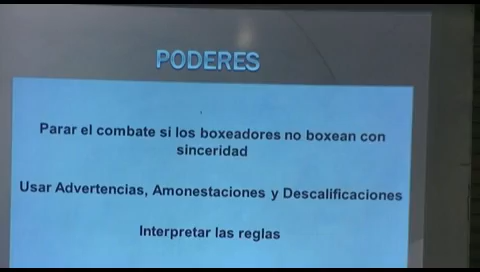 PODERES
Parar el combate si los boxeadores no boxean con
sinceridad
Usar Advertencias, Amonestaciones y Descalificaciones
Interpretar las reglas